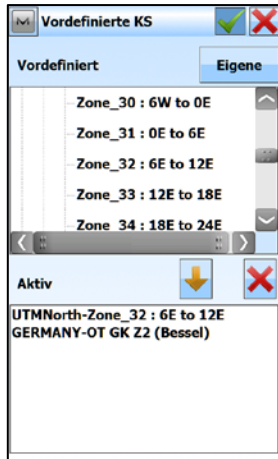 Vordefinierte KS
Vordefiniert
Eigene
Zone_30 : 6W to 0E
Zone_31 : 0E to 6E
Zone_32 : 6E to 12E
Zone_33 : 12E to 18E
Zone_34 : 18E to 24E
Aktiv
UTMNorth-Zone_32 : 6E to 12E
GERMANY-OT GK Z2 (Bessel)